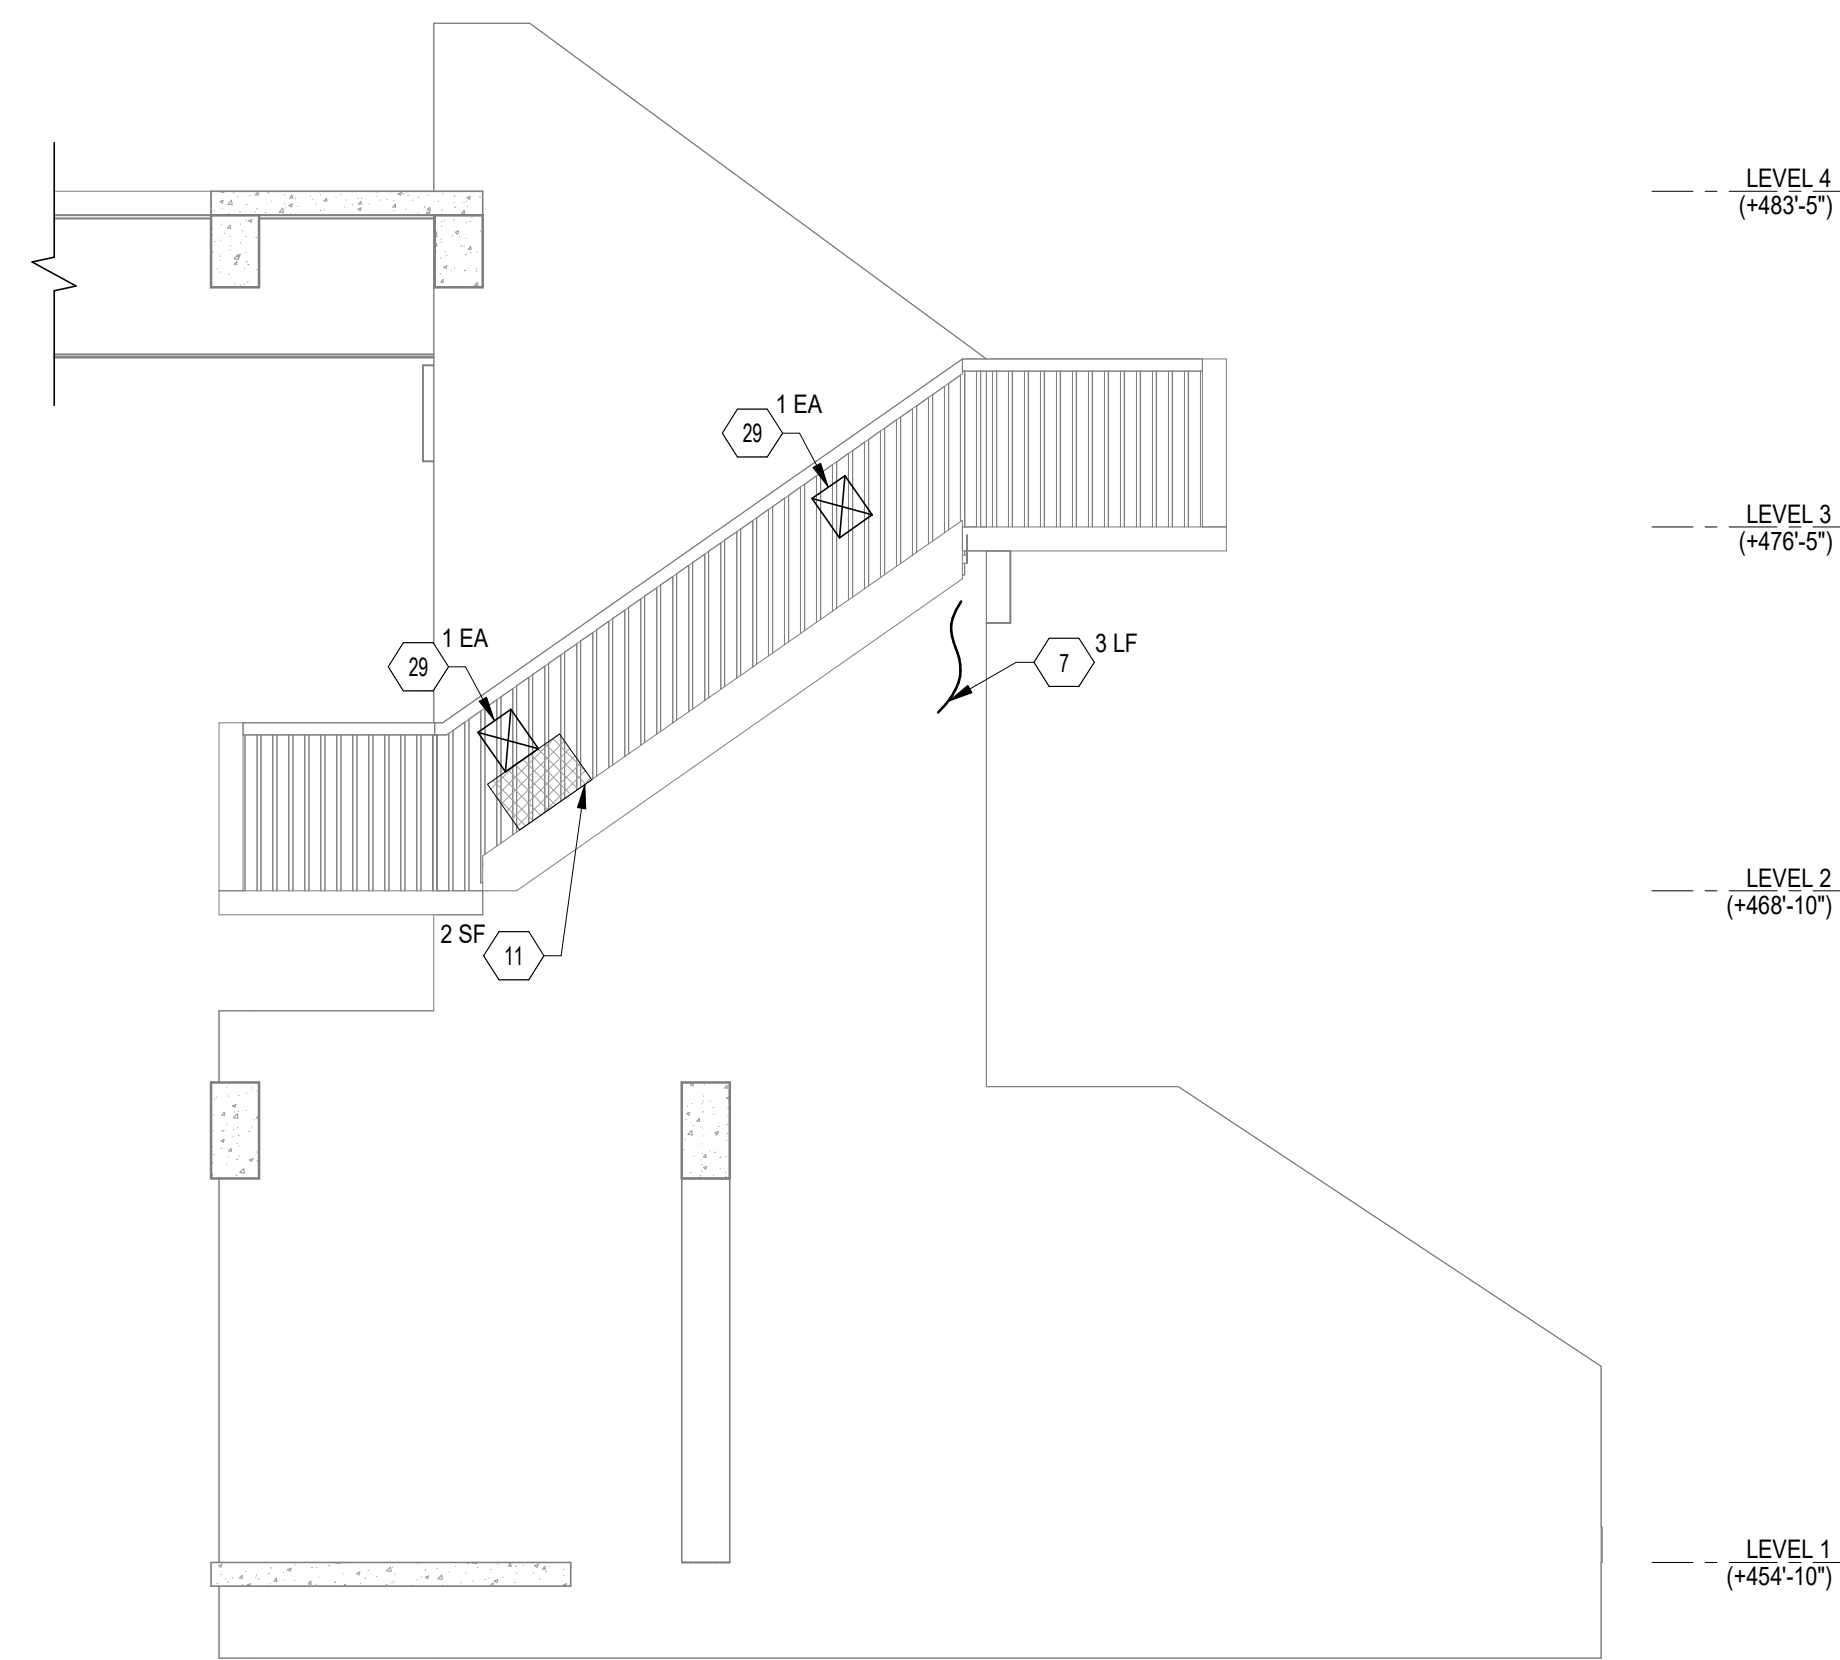 LEVEL 4
(+483'-5")
1 EA
29
LEVEL 3
(+476'-5")
1 EA
29
3 LF
7
LEVEL 2
(+468'-10")
2 SF
11
LEVEL 1
(+454'-10")